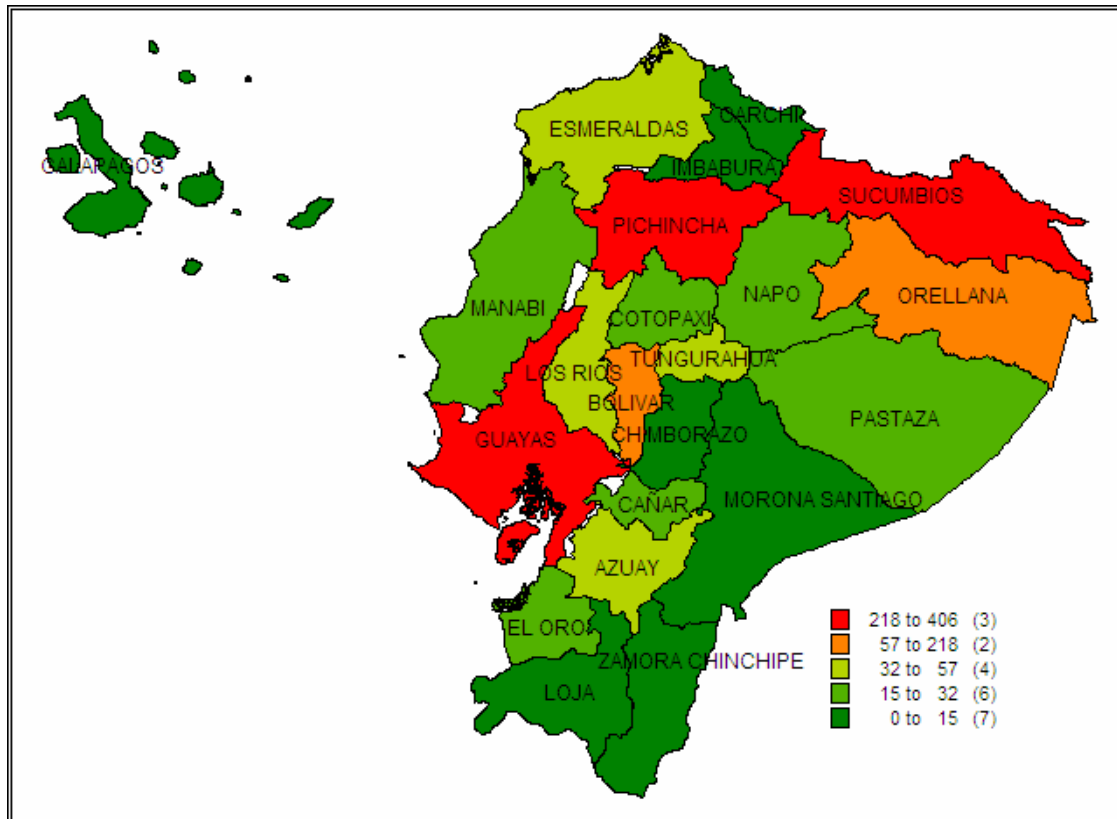 CARCHI
ESMERALDAS
GALAPAGOS
IMBABURA
SUCUMBIOS
PICHINCHA
NAPO
ORELLANA
MANABI
COTOPAXI
TUNGURAHUA
LOS RIOS
BOLIVAR
PASTAZA
CHIMBORAZO
GUAYAS
MORONA SANTIAGO
CAÑAR
AZUAY
EL ORO
ZAMORA CHINCHIPE
LOJA
218 to 406 (3)
57 to 218 (2)
32 to 57 (4)
15 to 32 (6)
0 to 15 (7)